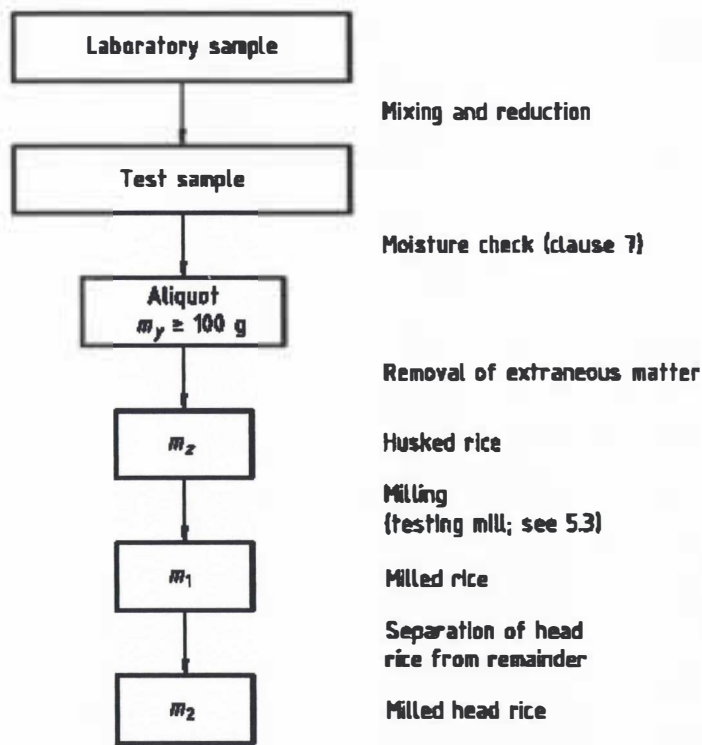 Laboratory sample
Mixing and reduction
Test sample
Moisture check (clause 7)
Aliquot
m_y ≥ 100 g
Removal of extraneous matter
m_z
Husked rice
Milling
(testing mill; see 5.3)
m₁
Milled rice
Separation of head
rice from remainder
m₂
Milled head rice